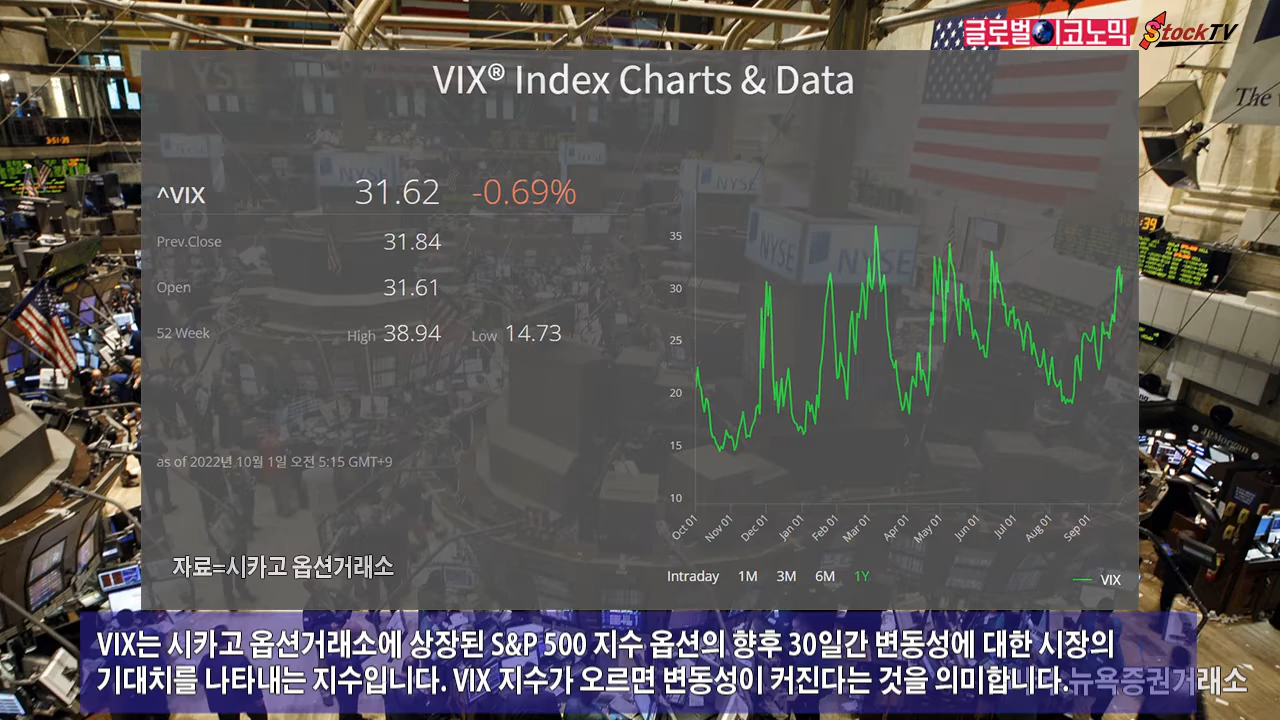 글로벌이코노믹 StockTV
The
VIX® Index Charts & Data
^VIX 31.62 -0.69%
Prev.Close 31.84
Open 31.61
52 Week High 38.94 Low 14.73
as of 2022년 10월 1일 오전 5:15 GMT+9
자료=시카고 옵션거래소
35
30
25
20
15
10
Oct 01 Nov 01 Dec 01 Jan 01 Feb 01 Mar 01 Apr 01 May 01 Jun 01 Jul 01 Aug 01 Sep 01
Intraday 1M 3M 6M 1Y VIX
NYSE
NYSE
NYSE NYSE
J.P.Morgan
VIX는 시카고 옵션거래소에 상장된 S&P 500 지수 옵션의 향후 30일간 변동성에 대한 시장의
기대치를 나타내는 지수입니다. VIX 지수가 오르면 변동성이 커진다는 것을 의미합니다.
뉴욕증권거래소